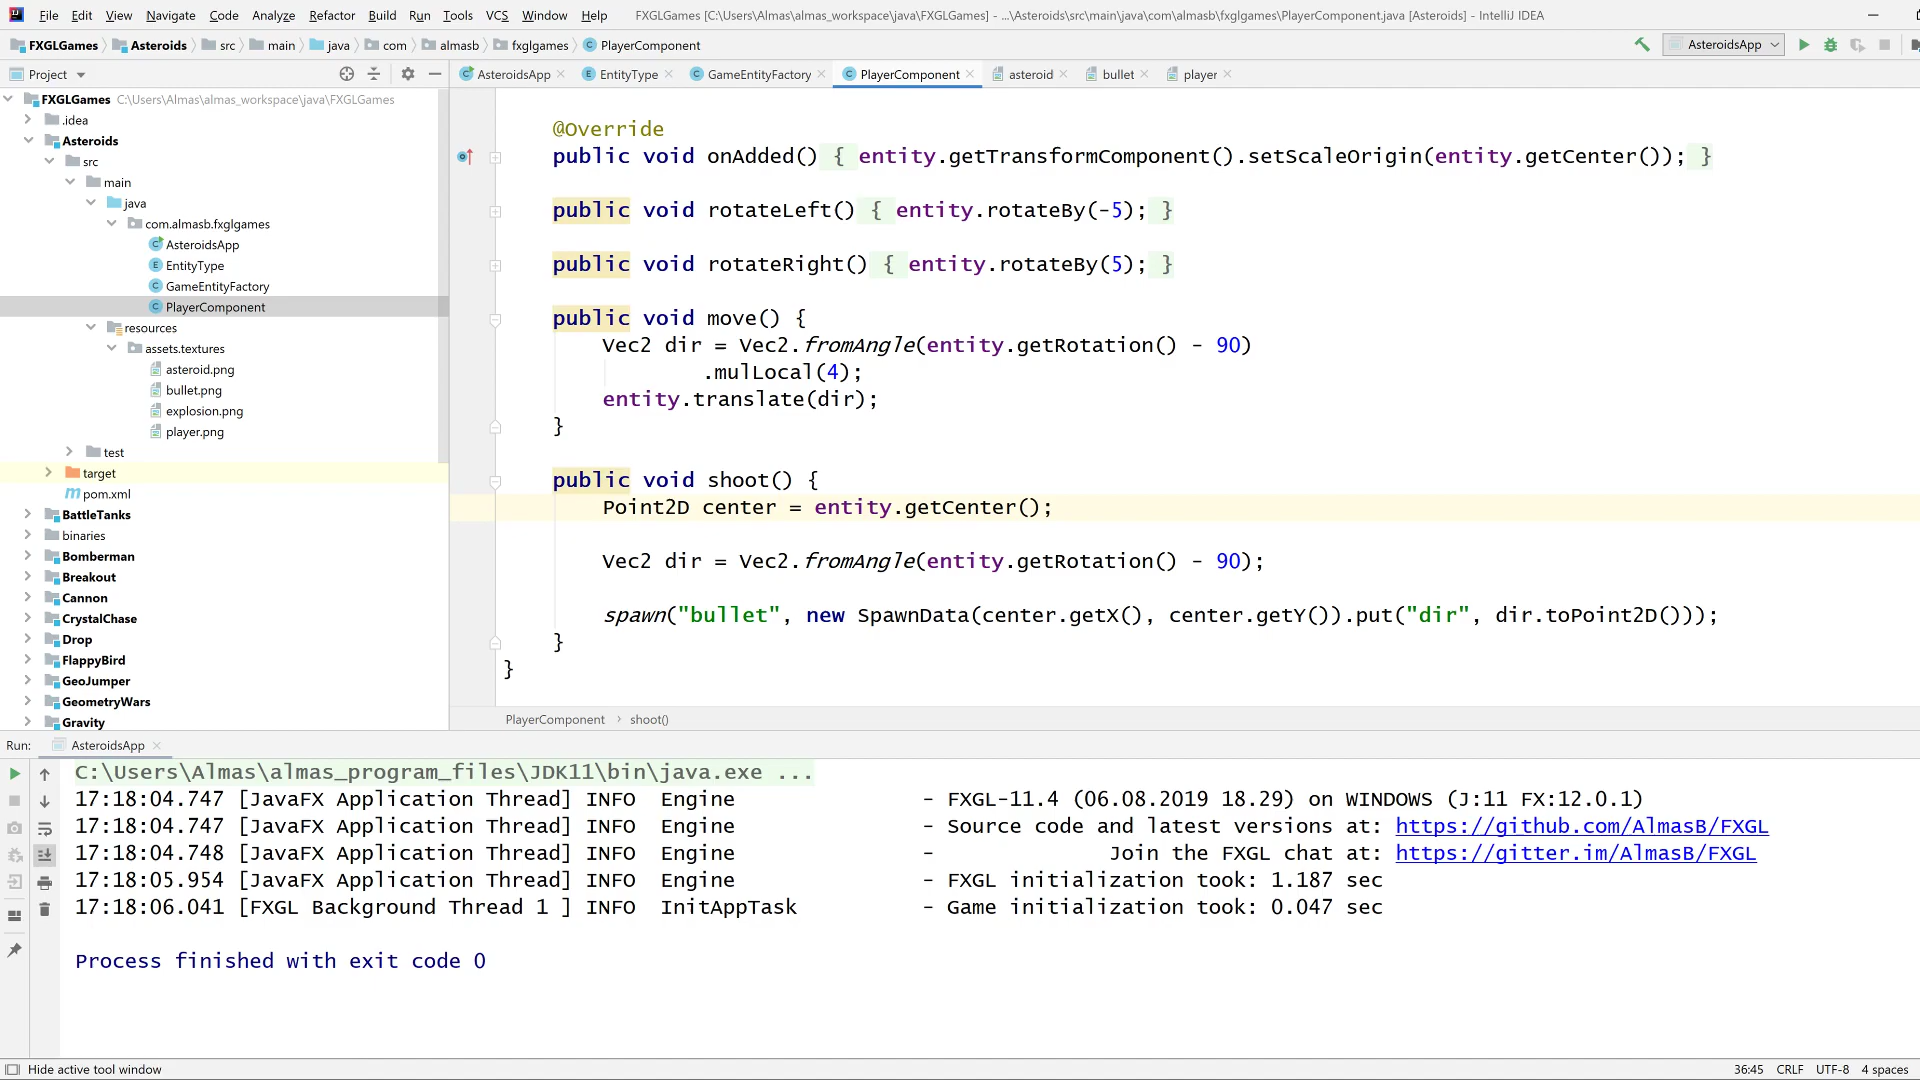 File Edit View Navigate Code Analyze Refactor Build Run Tools VCS Window Help FXGLGames [C:\Users\Almas\almas_workspace\java\FXGLGames] - ...\Asteroids\src\main\java\com\almasb\fxglgames\PlayerComponent.java [Asteroids] - IntelliJ IDEA
FXGLGames Asteroids src main java com almasb fxglgames PlayerComponent AsteroidsApp
Project AsteroidsApp EntityType GameEntityFactory PlayerComponent asteroid bullet player
FXGLGames C:\Users\Almas\almas_workspace\java\FXGLGames
.idea
Asteroids
src
main
java
com.almasb.fxglgames
AsteroidsApp
EntityType
GameEntityFactory
PlayerComponent
resources
assets.textures
asteroid.png
bullet.png
explosion.png
player.png
test
target
pom.xml
BattleTanks
binaries
Bomberman
Breakout
Cannon
CrystalChase
Drop
FlappyBird
GeoJumper
GeometryWars
Gravity
@Override
public void onAdded() { entity.getTransformComponent().setScaleOrigin(entity.getCenter()); }
public void rotateLeft() { entity.rotateBy(-5); }
public void rotateRight() { entity.rotateBy(5); }
public void move() {
Vec2 dir = Vec2.fromAngle(entity.getRotation() - 90)
.mulLocal(4);
entity.translate(dir);
}
public void shoot() {
Point2D center = entity.getCenter();
Vec2 dir = Vec2.fromAngle(entity.getRotation() - 90);
spawn("bullet", new SpawnData(center.getX(), center.getY()).put("dir", dir.toPoint2D()));
}
}
PlayerComponent › shoot()
Run: AsteroidsApp
C:\Users\Almas\almas_program_files\JDK11\bin\java.exe ...
17:18:04.747 [JavaFX Application Thread] INFO Engine - FXGL-11.4 (06.08.2019 18.29) on WINDOWS (J:11 FX:12.0.1)
17:18:04.747 [JavaFX Application Thread] INFO Engine - Source code and latest versions at: https://github.com/AlmasB/FXGL
17:18:04.748 [JavaFX Application Thread] INFO Engine - Join the FXGL chat at: https://gitter.im/AlmasB/FXGL
17:18:05.954 [JavaFX Application Thread] INFO Engine - FXGL initialization took: 1.187 sec
17:18:06.041 [FXGL Background Thread 1 ] INFO InitAppTask - Game initialization took: 0.047 sec
Process finished with exit code 0
Hide active tool window 36:45 CRLF UTF-8 4 spaces